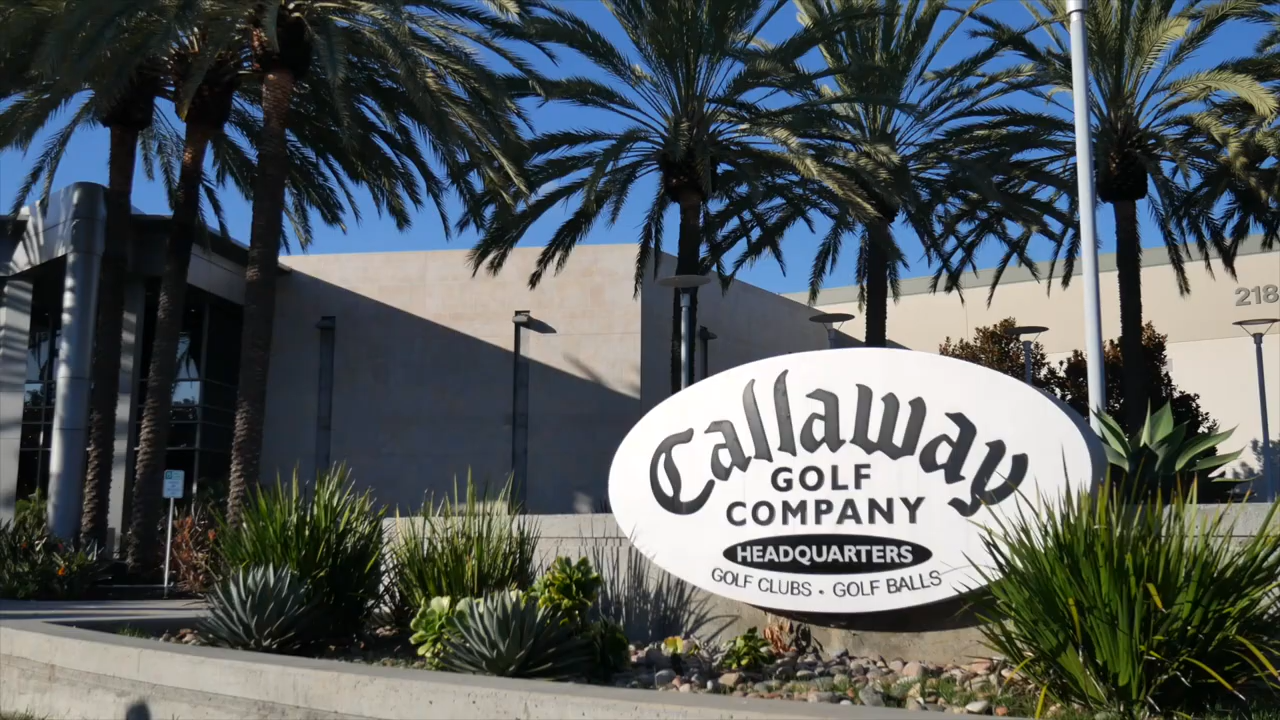 218
Callaway
GOLF
COMPANY
HEADQUARTERS
GOLF CLUBS • GOLF BALLS